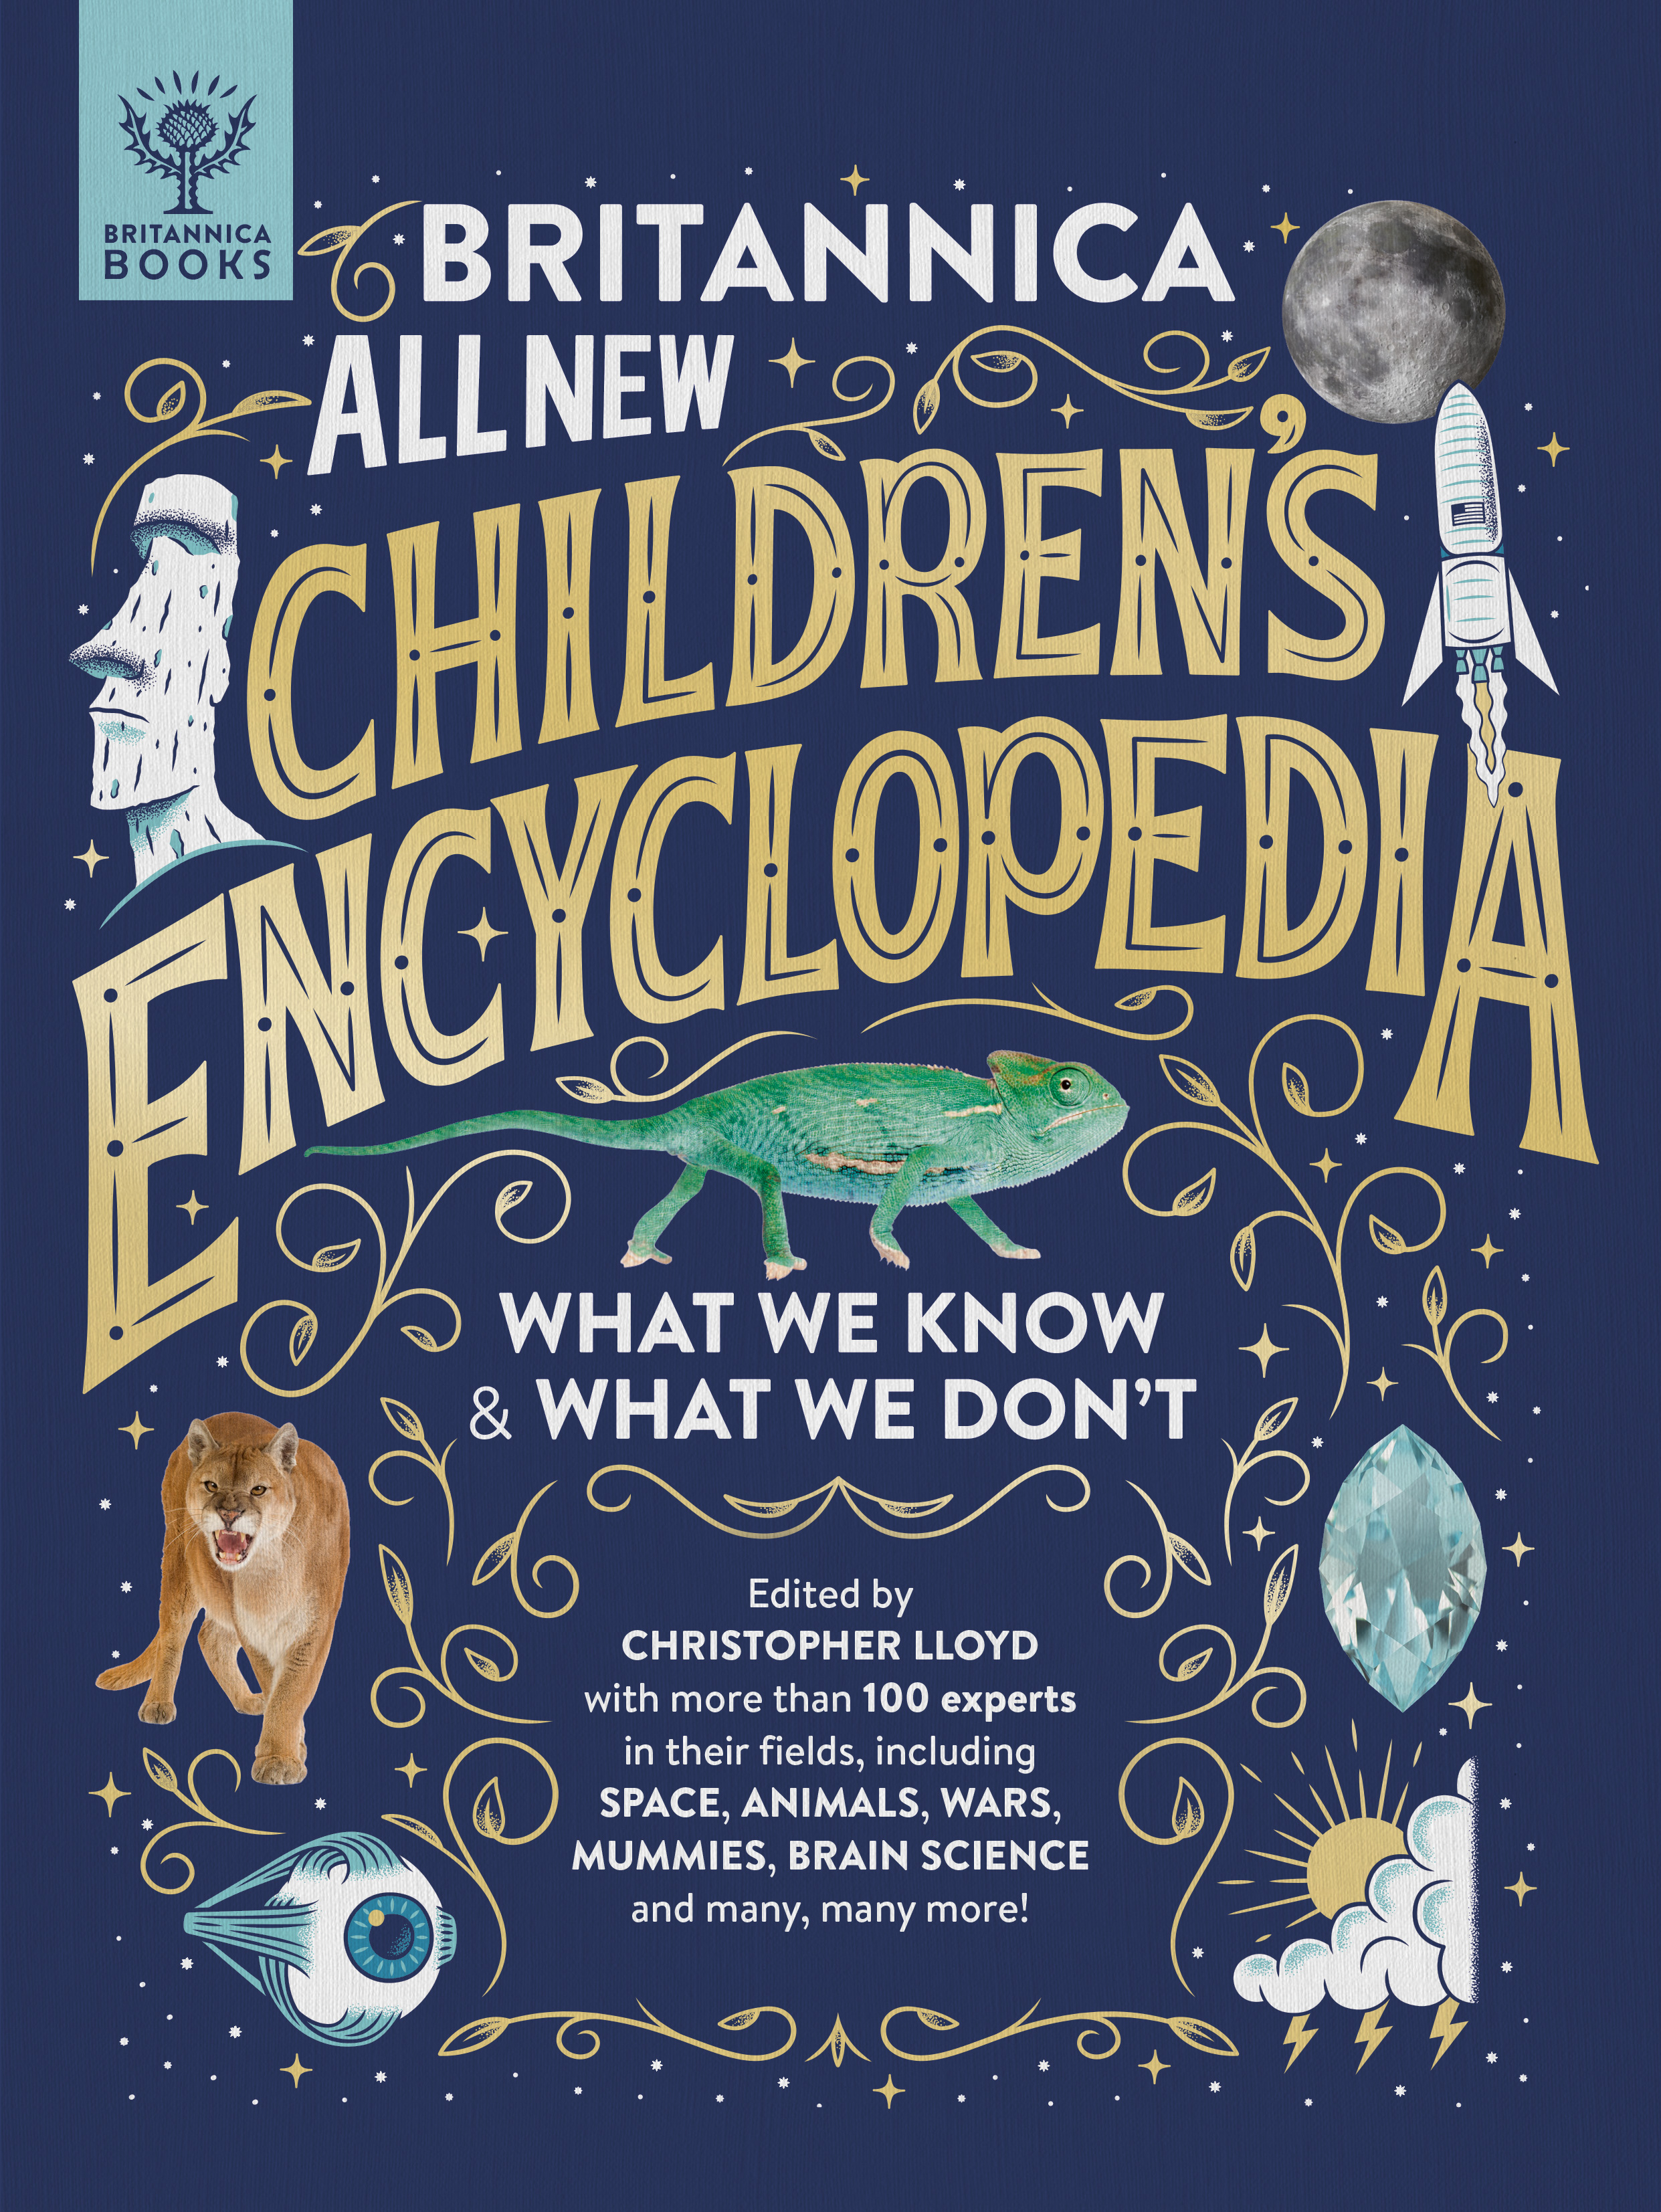 BRITANNICA
BOOKS
BRITANNICA
ALL NEW
CHILDREN'S
ENCYCLOPEDIA
WHAT WE KNOW
& WHAT WE DON'T
Edited by
CHRISTOPHER LLOYD
with more than 100 experts
in their fields, including
SPACE, ANIMALS, WARS,
MUMMIES, BRAIN SCIENCE
and many, many more!